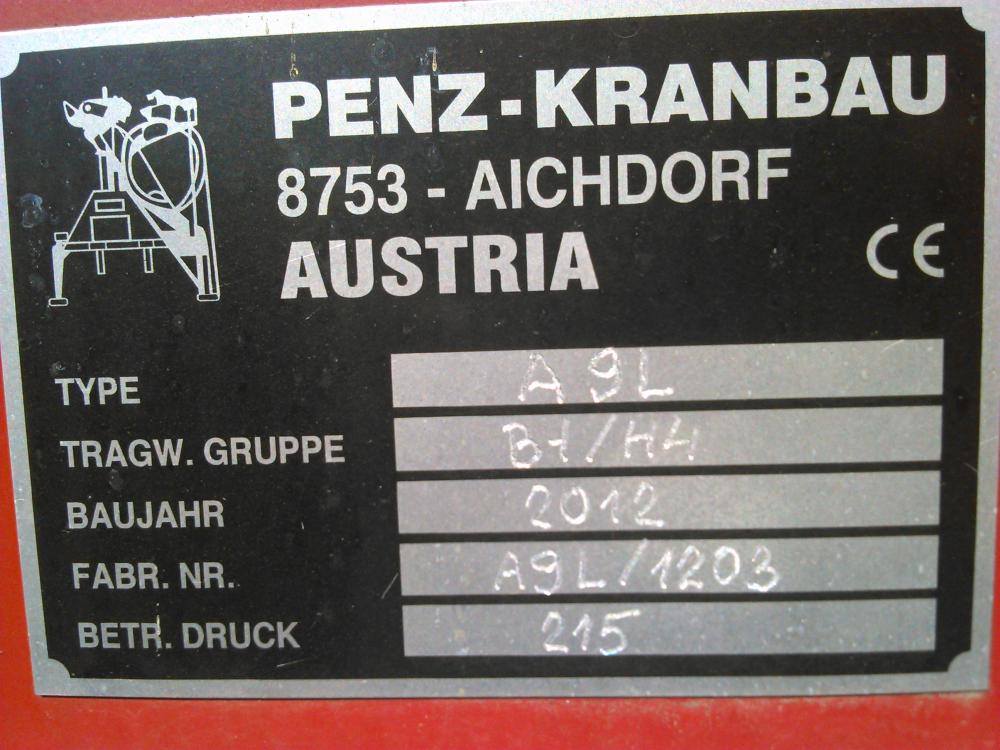 PENZ-KRANBAU
8753 - AICHDORF
AUSTRIA
CE
TYPE A9L
TRAGW. GRUPPE B1/H4
BAUJAHR 2012
FABR. NR. A9L/1203
BETR. DRUCK 215